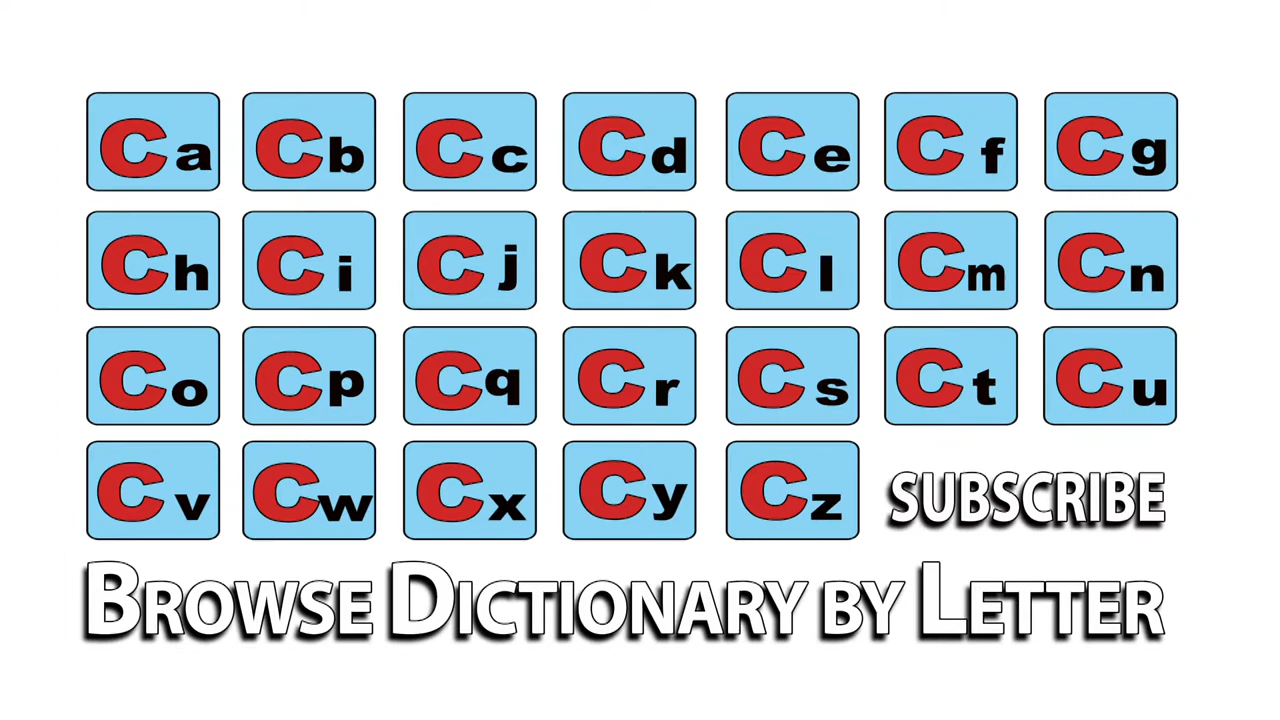 Ca Cb Cc Cd Ce Cf Cg
Ch Ci Cj Ck Cl Cm Cn
Co Cp Cq Cr Cs Ct Cu
Cv Cw Cx Cy Cz SUBSCRIBE
BROWSE DICTIONARY BY LETTER